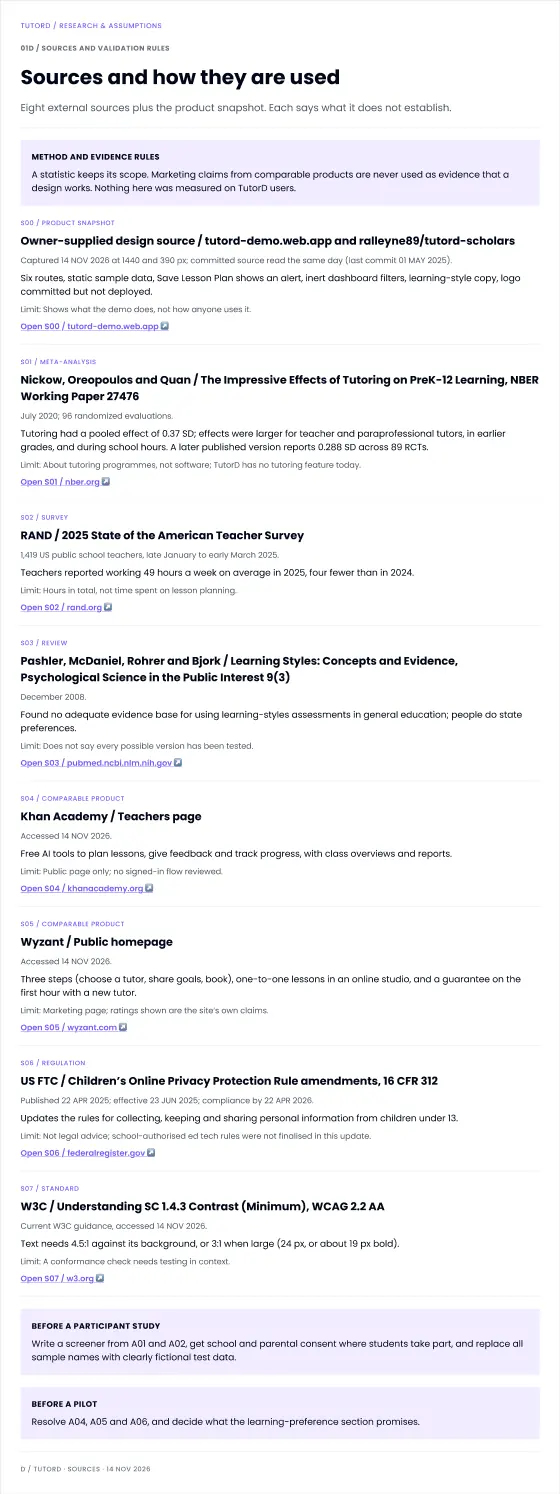 TUTORD / RESEARCH & ASSUMPTIONS
01D / SOURCES AND VALIDATION RULES
Sources and how they are used
Eight external sources plus the product snapshot. Each says what it does not establish.
METHOD AND EVIDENCE RULES
A statistic keeps its scope. Marketing claims from comparable products are never used as evidence that a
design works. Nothing here was measured on TutorD users.
S00 / PRODUCT SNAPSHOT
Owner-supplied design source / tutord-demo.web.app and ralleyne89/tutord-scholars
Captured 14 NOV 2026 at 1440 and 390 px; committed source read the same day (last commit 01 MAY 2025).
Six routes, static sample data, Save Lesson Plan shows an alert, inert dashboard filters, learning-style copy, logo
committed but not deployed.
Limit: Shows what the demo does, not how anyone uses it.
Open S00 / tutord-demo.web.app ↗
S01 / META-ANALYSIS
Nickow, Oreopoulos and Quan / The Impressive Effects of Tutoring on PreK-12 Learning, NBER
Working Paper 27476
July 2020; 96 randomized evaluations.
Tutoring had a pooled effect of 0.37 SD; effects were larger for teacher and paraprofessional tutors, in earlier
grades, and during school hours. A later published version reports 0.288 SD across 89 RCTs.
Limit: About tutoring programmes, not software; TutorD has no tutoring feature today.
Open S01 / nber.org ↗
S02 / SURVEY
RAND / 2025 State of the American Teacher Survey
1,419 US public school teachers, late January to early March 2025.
Teachers reported working 49 hours a week on average in 2025, four fewer than in 2024.
Limit: Hours in total, not time spent on lesson planning.
Open S02 / rand.org ↗
S03 / REVIEW
Pashler, McDaniel, Rohrer and Bjork / Learning Styles: Concepts and Evidence,
Psychological Science in the Public Interest 9(3)
December 2008.
Found no adequate evidence base for using learning-styles assessments in general education; people do state
preferences.
Limit: Does not say every possible version has been tested.
Open S03 / pubmed.ncbi.nlm.nih.gov ↗
S04 / COMPARABLE PRODUCT
Khan Academy / Teachers page
Accessed 14 NOV 2026.
Free AI tools to plan lessons, give feedback and track progress, with class overviews and reports.
Limit: Public page only; no signed-in flow reviewed.
Open S04 / khanacademy.org ↗
S05 / COMPARABLE PRODUCT
Wyzant / Public homepage
Accessed 14 NOV 2026.
Three steps (choose a tutor, share goals, book), one-to-one lessons in an online studio, and a guarantee on the
first hour with a new tutor.
Limit: Marketing page; ratings shown are the site's own claims.
Open S05 / wyzant.com ↗
S06 / REGULATION
US FTC / Children's Online Privacy Protection Rule amendments, 16 CFR 312
Published 22 APR 2025; effective 23 JUN 2025; compliance by 22 APR 2026.
Updates the rules for collecting, keeping and sharing personal information from children under 13.
Limit: Not legal advice; school-authorised ed tech rules were not finalised in this update.
Open S06 / federalregister.gov ↗
S07 / STANDARD
W3C / Understanding SC 1.4.3 Contrast (Minimum), WCAG 2.2 AA
Current W3C guidance, accessed 14 NOV 2026.
Text needs 4.5:1 against its background, or 3:1 when large (24 px, or about 19 px bold).
Limit: A conformance check needs testing in context.
Open S07 / w3.org ↗
BEFORE A PARTICIPANT STUDY
Write a screener from A01 and A02, get school and parental consent where students take part, and replace all
sample names with clearly fictional test data.
BEFORE A PILOT
Resolve A04, A05 and A06, and decide what the learning-preference section promises.
D / TUTORD · SOURCES · 14 NOV 2026